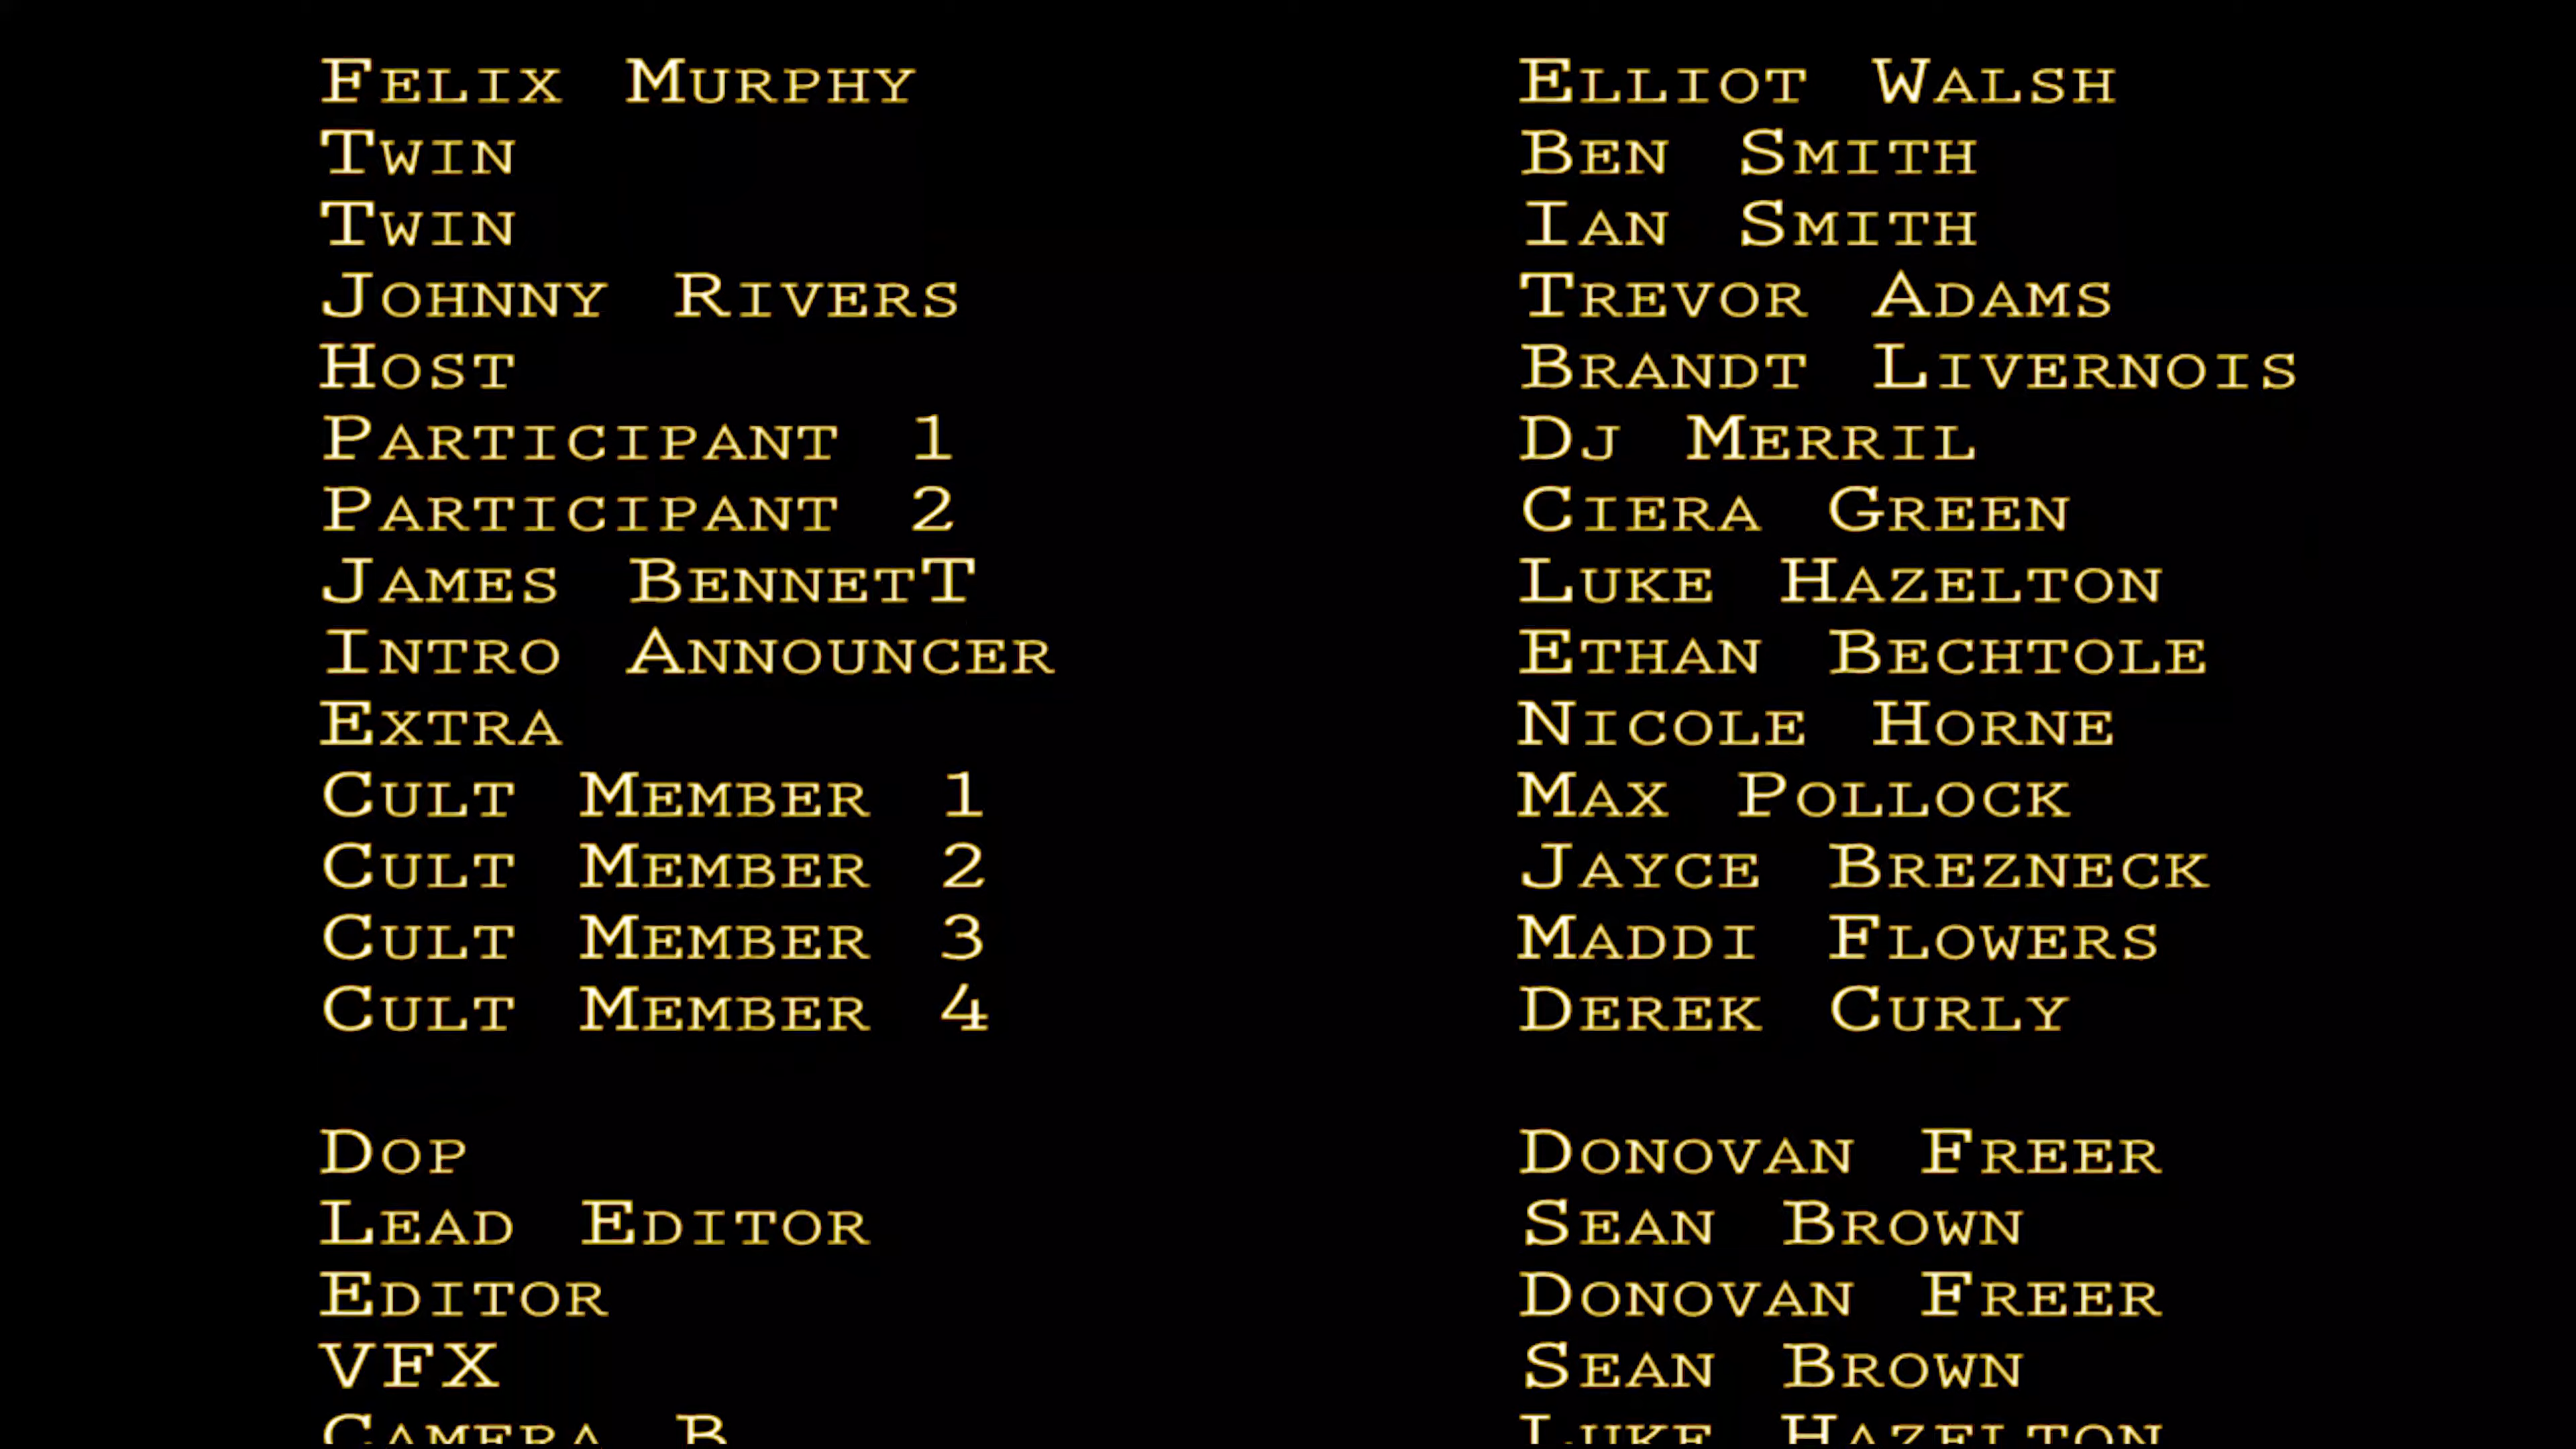 Felix Murphy Elliot Walsh
Twin Ben Smith
Twin Ian Smith
Johnny Rivers Trevor Adams
Host Brandt Livernois
Participant 1 Dj Merril
Participant 2 Ciera Green
James BennetT Luke Hazelton
Intro Announcer Ethan Bechtole
Extra Nicole Horne
Cult Member 1 Max Pollock
Cult Member 2 Jayce Brezneck
Cult Member 3 Maddi Flowers
Cult Member 4 Derek Curly
Dop Donovan Freer
Lead Editor Sean Brown
Editor Donovan Freer
VFX Sean Brown
Camera B Luke Hazelton